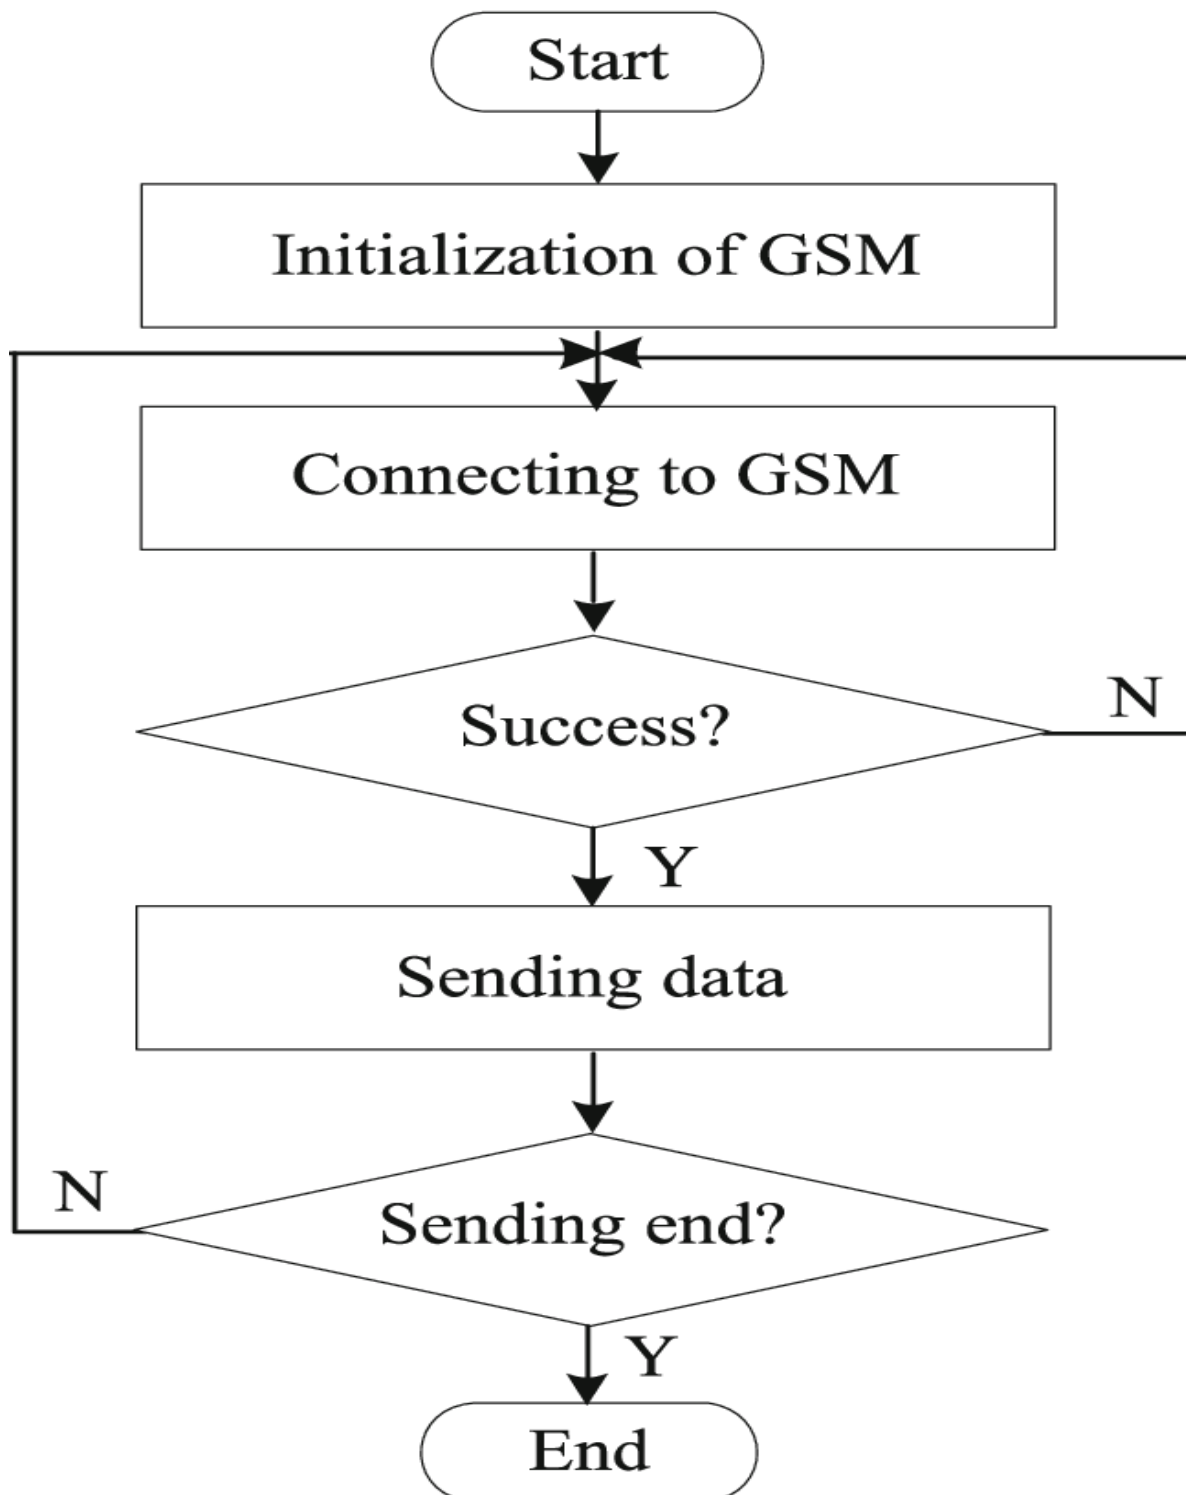 Start
Initialization of GSM
Connecting to GSM
Success?
N
Y
Sending data
N
Sending end?
Y
End